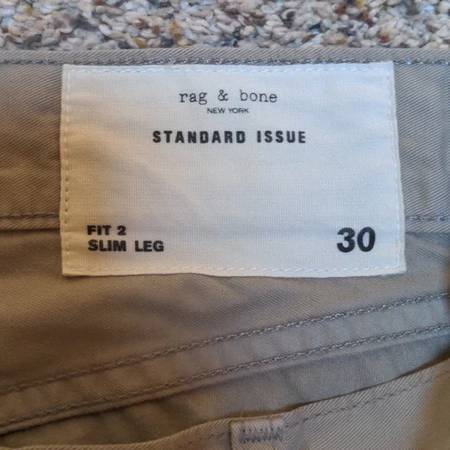 rag & bone
NEW YORK
STANDARD ISSUE
FIT 2
SLIM LEG
30